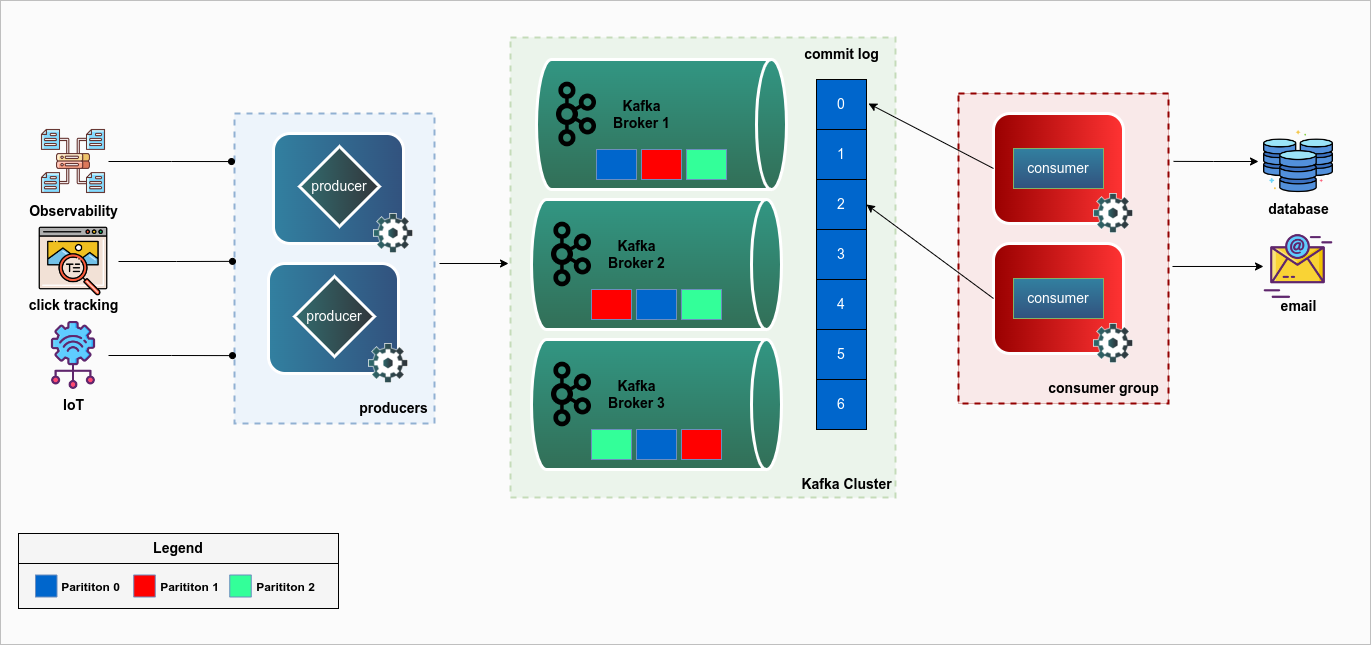 Observability
click tracking
IoT
producer
producer
producers
Kafka
Broker 1
Kafka
Broker 2
Kafka
Broker 3
commit log
0
1
2
3
4
5
6
Kafka Cluster
consumer
consumer
consumer group
database
email
Legend
Parititon 0
Parititon 1
Parititon 2